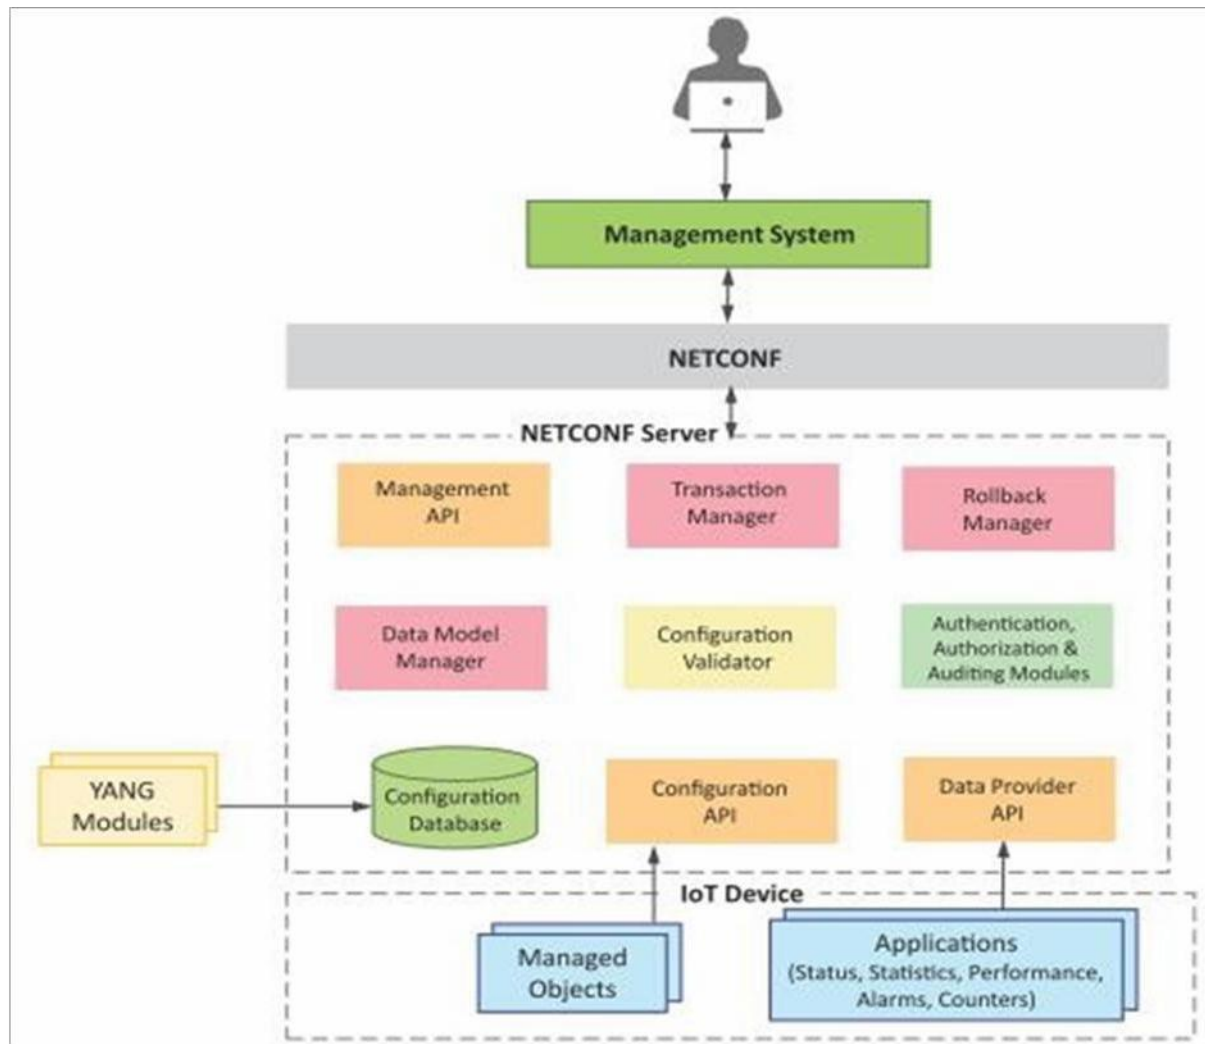 Management System
NETCONF
NETCONF Server
Management
API
Transaction
Manager
Rollback
Manager
Data Model
Manager
Configuration
Validator
Authentication,
Authorization &
Auditing Modules
YANG
Modules
Configuration
Database
Configuration
API
Data Provider
API
IoT Device
Managed
Objects
Applications
(Status, Statistics, Performance,
Alarms, Counters)